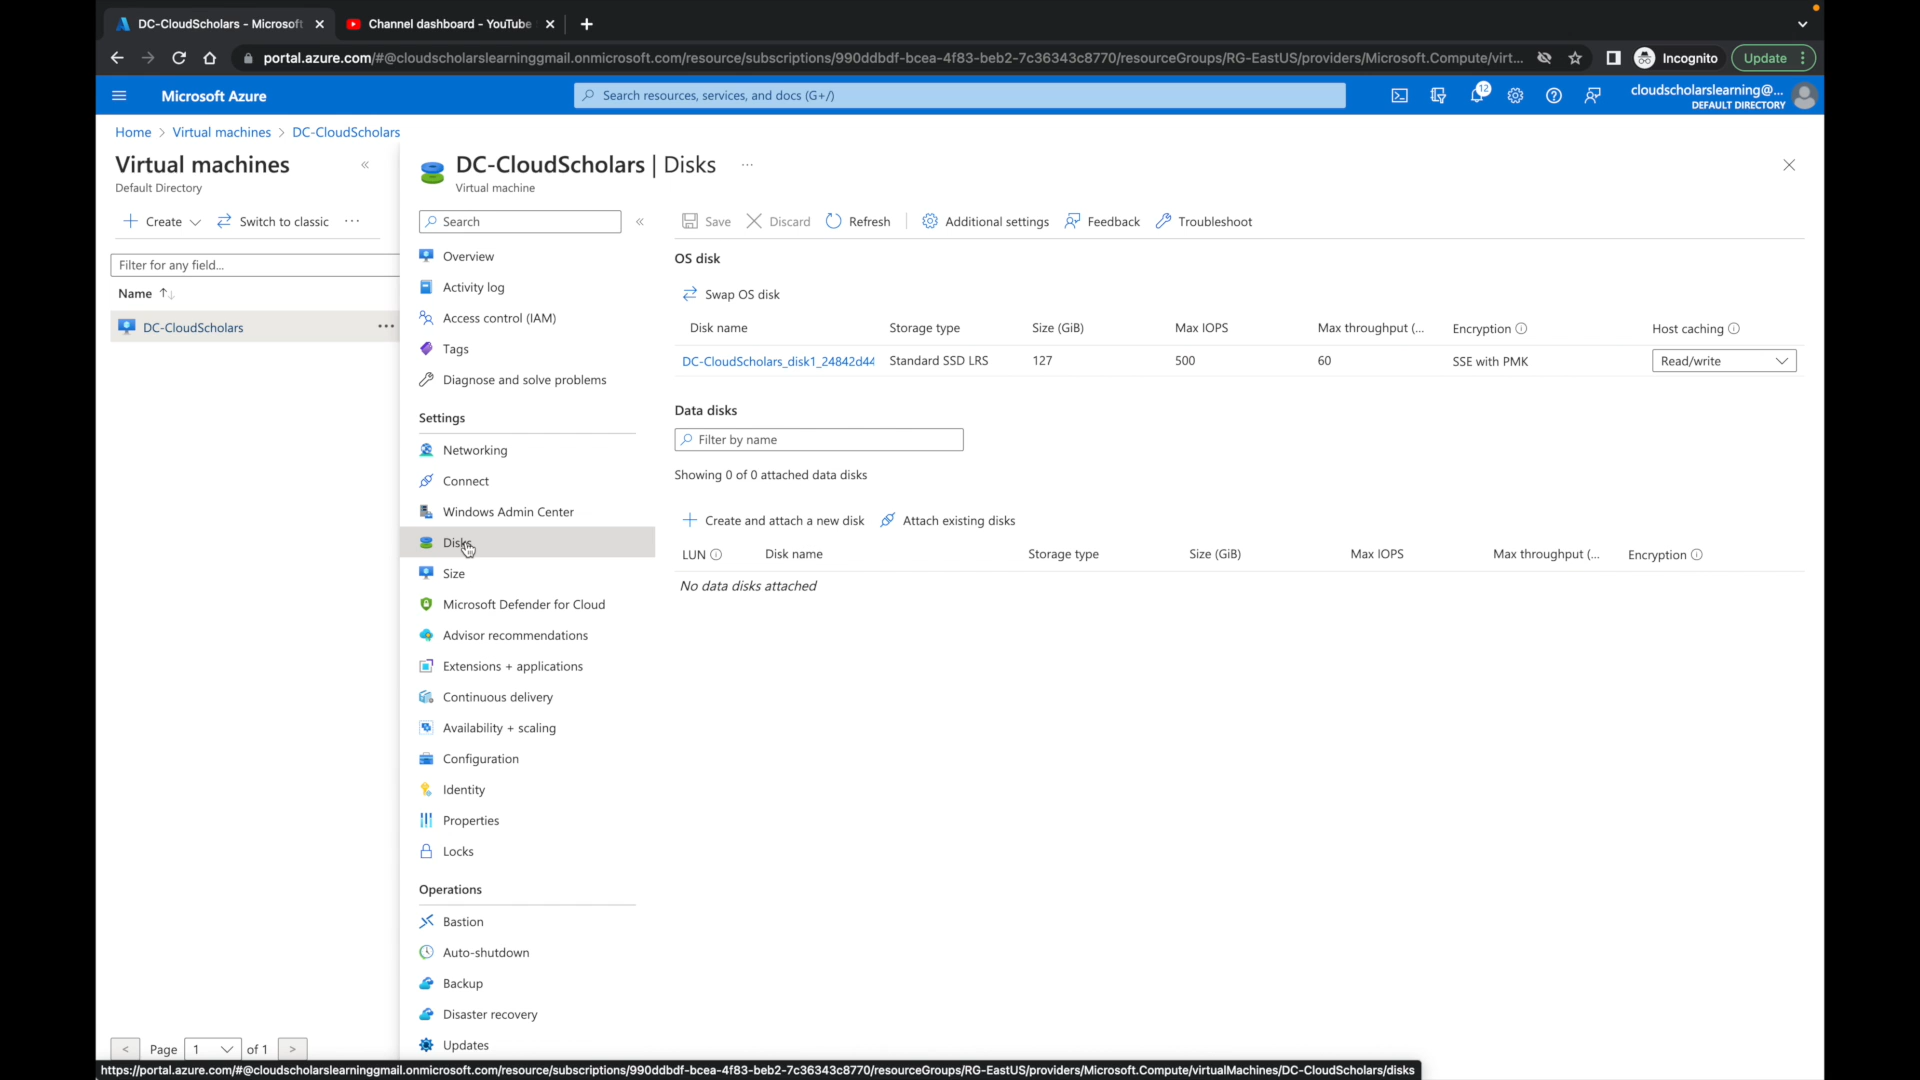 DC-CloudScholars - Microsoft
Channel dashboard - YouTube
portal.azure.com/#@cloudscholarslearninggmail.onmicrosoft.com/resource/subscriptions/990ddbdf-bcea-4f83-beb2-7c36343c8770/resourceGroups/RG-EastUS/providers/Microsoft.Compute/virt...
Incognito
Update
Microsoft Azure
Search resources, services, and docs (G+/)
12
cloudscholarslearning@...
DEFAULT DIRECTORY
Home > Virtual machines > DC-CloudScholars
Virtual machines
Default Directory
Create
Switch to classic
Filter for any field...
Name
DC-CloudScholars
Page 1 of 1
DC-CloudScholars | Disks
Virtual machine
Search
Overview
Activity log
Access control (IAM)
Tags
Diagnose and solve problems
Settings
Networking
Connect
Windows Admin Center
Disks
Size
Microsoft Defender for Cloud
Advisor recommendations
Extensions + applications
Continuous delivery
Availability + scaling
Configuration
Identity
Properties
Locks
Operations
Bastion
Auto-shutdown
Backup
Disaster recovery
Updates
Save Discard Refresh Additional settings Feedback Troubleshoot
OS disk
Swap OS disk
Disk name Storage type Size (GiB) Max IOPS Max throughput (... Encryption Host caching
DC-CloudScholars_disk1_24842d44 Standard SSD LRS 127 500 60 SSE with PMK Read/write
Data disks
Filter by name
Showing 0 of 0 attached data disks
Create and attach a new disk Attach existing disks
LUN Disk name Storage type Size (GiB) Max IOPS Max throughput (... Encryption
No data disks attached
https://portal.azure.com/#@cloudscholarslearninggmail.onmicrosoft.com/resource/subscriptions/990ddbdf-bcea-4f83-beb2-7c36343c8770/resourceGroups/RG-EastUS/providers/Microsoft.Compute/virtualMachines/DC-CloudScholars/disks